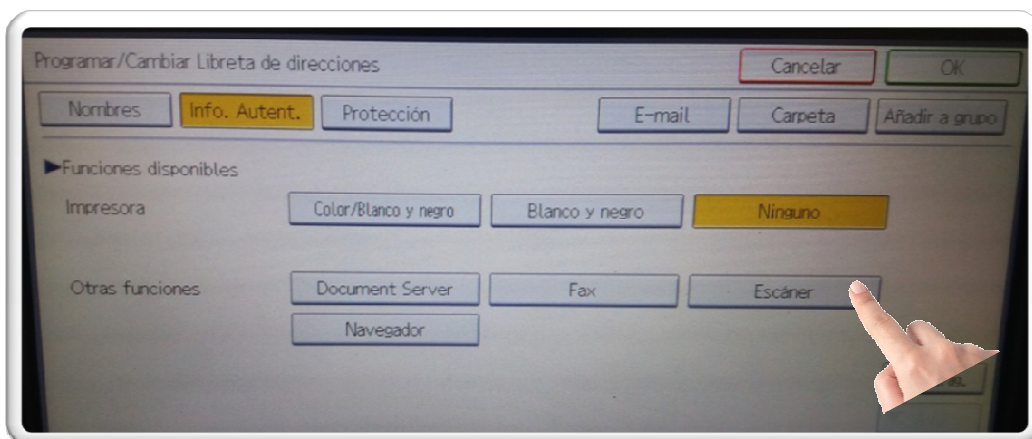 Programar/Cambiar Libreta de direcciones Cancelar OK
Nombres Info. Autent. Protección E-mail Carpeta Añadir a grupo
►Funciones disponibles
Impresora Color/Blanco y negro Blanco y negro Ninguno
Otras funciones Document Server Fax Escáner
Navegador